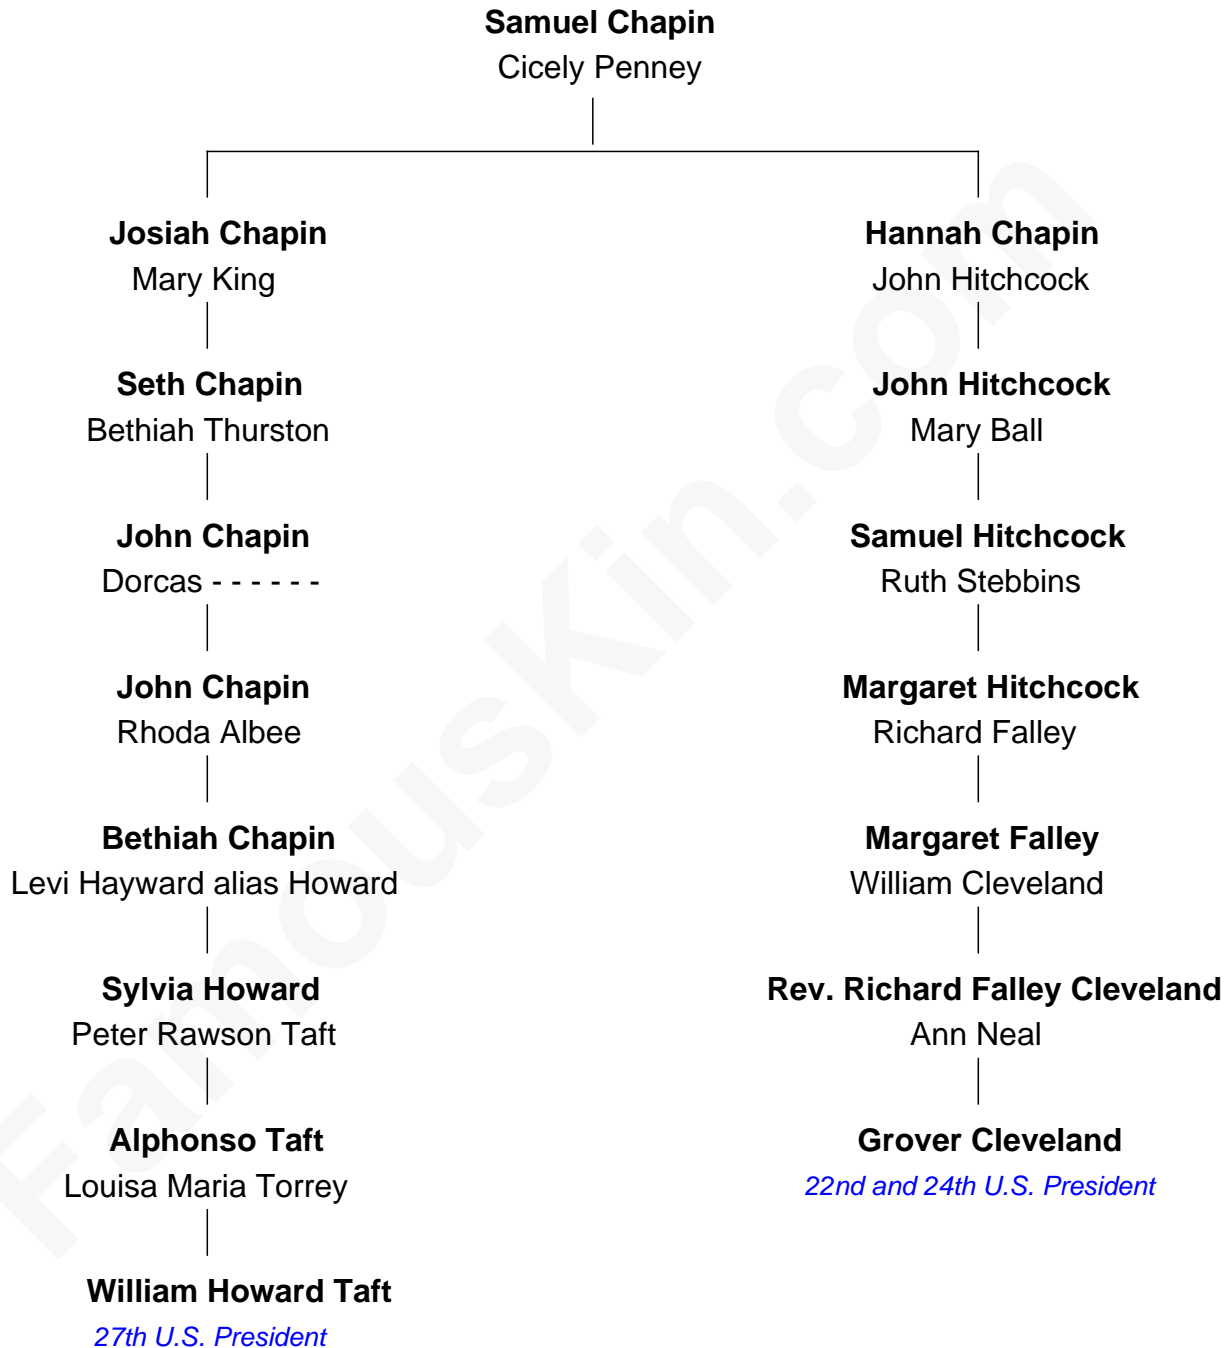 Samuel Chapin
Cicely Penney
Josiah Chapin
Mary King
Hannah Chapin
John Hitchcock
Seth Chapin
Bethiah Thurston
John Hitchcock
Mary Ball
John Chapin
Dorcas - - - - - -
Samuel Hitchcock
Ruth Stebbins
John Chapin
Rhoda Albee
Margaret Hitchcock
Richard Falley
Bethiah Chapin
Levi Hayward alias Howard
Margaret Falley
William Cleveland
Sylvia Howard
Peter Rawson Taft
Rev. Richard Falley Cleveland
Ann Neal
Alphonso Taft
Louisa Maria Torrey
Grover Cleveland
22nd and 24th U.S. President
William Howard Taft
27th U.S. President
FamousKin.com